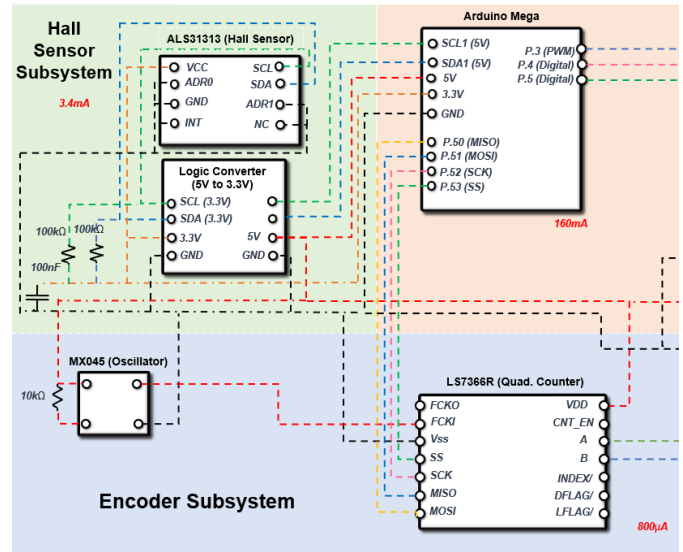 Hall
Sensor
Subsystem
3.4mA
ALS31313 (Hall Sensor)
VCC
ADR0
GND
INT
SCL
SDA
ADR1
NC
Logic Converter
(5V to 3.3V)
SCL (3.3V)
SDA (3.3V)
3.3V
GND
5V
GND
100kΩ
100kΩ
100nF
Arduino Mega
SCL1 (5V)
SDA1 (5V)
5V
3.3V
GND
P.50 (MISO)
P.51 (MOSI)
P.52 (SCK)
P.53 (SS)
P.3 (PWM)
P.4 (Digital)
P.5 (Digital)
160mA
MX045 (Oscillator)
10kΩ
Encoder Subsystem
LS7366R (Quad. Counter)
FCKO
FCKI
Vss
SS
SCK
MISO
MOSI
VDD
CNT_EN
A
B
INDEX/
DFLAG/
LFLAG/
800µA